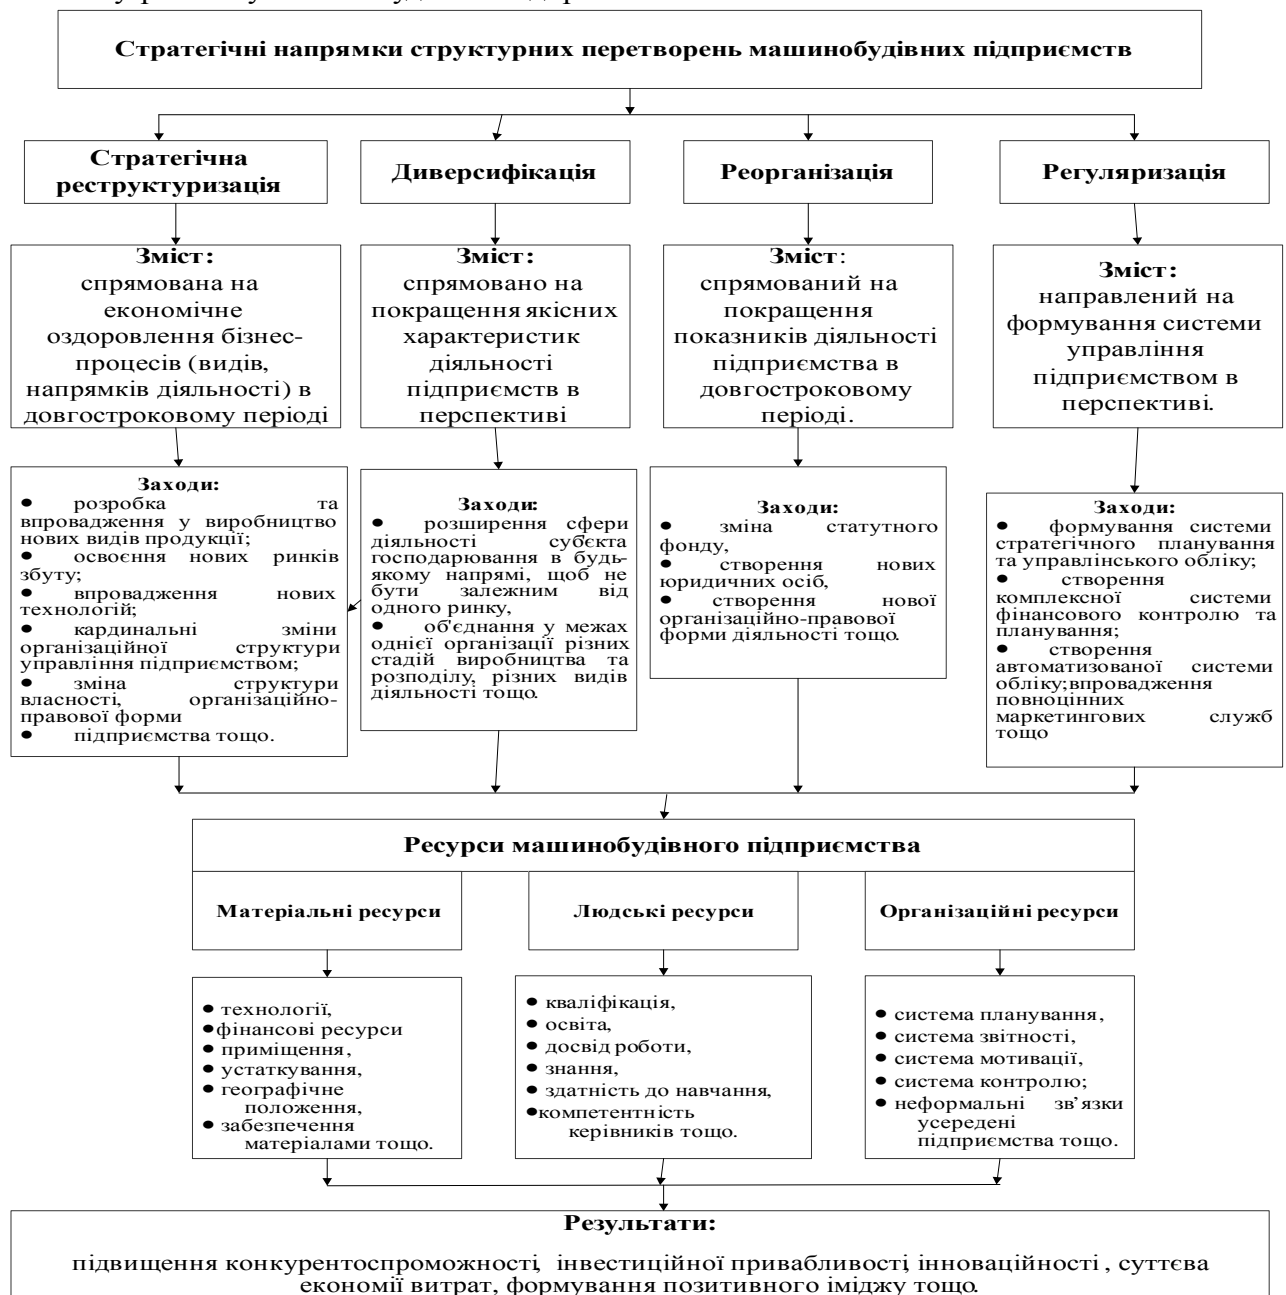 Стратегічні напрямки структурних перетворень машинобудівних підприємств
Стратегічна
реструктуризація
Диверсифікація
Реорганізація
Регуляризація
Зміст:
спрямована на
економічне
оздоровлення бізнес-
процесів (видів,
напрямків діяльності) в
довгостроковому періоді
Зміст:
спрямовано на
покращення якісних
характеристик
діяльності
підприємств в
перспективі
Зміст:
спрямований на
покращення
показників діяльності
підприємства в
довгостроковому
періоді.
Зміст:
направлений на
формування системи
управління
підприємством в
перспективі.
Заходи:
● розробка та
впровадження у виробництво
нових видів продукції;
● освоєння нових ринків
збуту;
● впровадження нових
технологій;
● кардинальні зміни
організаційної структури
управління підприємством;
● зміна структури
власності, організаційно-
правової форми
● підприємства тощо.
Заходи:
● розширення сфери
діяльності суб'єкта
господарювання в будь-
якому напрямі, щоб не
бути залежним від
одного ринку,
● об'єднання у межах
однієї організації різних
стадій виробництва та
розподілу, різних видів
діяльності тощо.
Заходи:
● зміна статутного
фонду,
● створення нових
юридичних осіб,
● створення нової
організаційно-правової
форми діяльності тощо.
Заходи:
● формування системи
стратегічного планування
та управлінського обліку;
● створення
комплексної системи
фінансового контролю та
планування;
● створення
автоматизованої системи
обліку;впровадження
повноцінних
маркетингових служб
тощо
Ресурси машинобудівного підприємства
Матеріальні ресурси
Людські ресурси
Організаційні ресурси
● технології,
●фінансові ресурси
● приміщення,
● устаткування,
● географічне
положення,
● забезпечення
матеріалами тощо.
● кваліфікація,
● освіта,
● досвід роботи,
● знання,
● здатність до навчання,
●компетентність
керівників тощо.
● система планування,
● система звітності,
● система мотивації,
● система контролю;
● неформальні зв’язки
усередені
підприємства тощо.
Результати:
підвищення конкурентоспроможності, інвестиційної привабливості, інноваційності , суттєва
економії витрат, формування позитивного іміджу тощо.